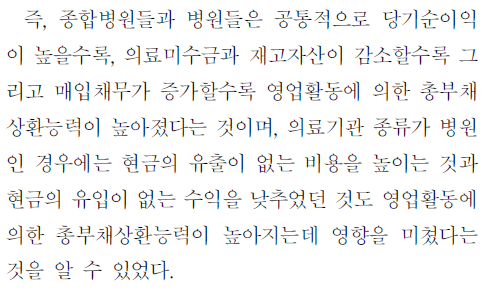 즉, 종합병원들과 병원들은 공통적으로 당기순이익
이 높을수록, 의료미수금과 재고자산이 감소할수록 그
리고 매입채무가 증가할수록 영업활동에 의한 총부채
상환능력이 높아졌다는 것이며, 의료기관 종류가 병원
인 경우에는 현금의 유출이 없는 비용을 높이는 것과
현금의 유입이 없는 수익을 낮추었던 것도 영업활동에
의한 총부채상환능력이 높아지는데 영향을 미쳤다는
것을 알 수 있었다.